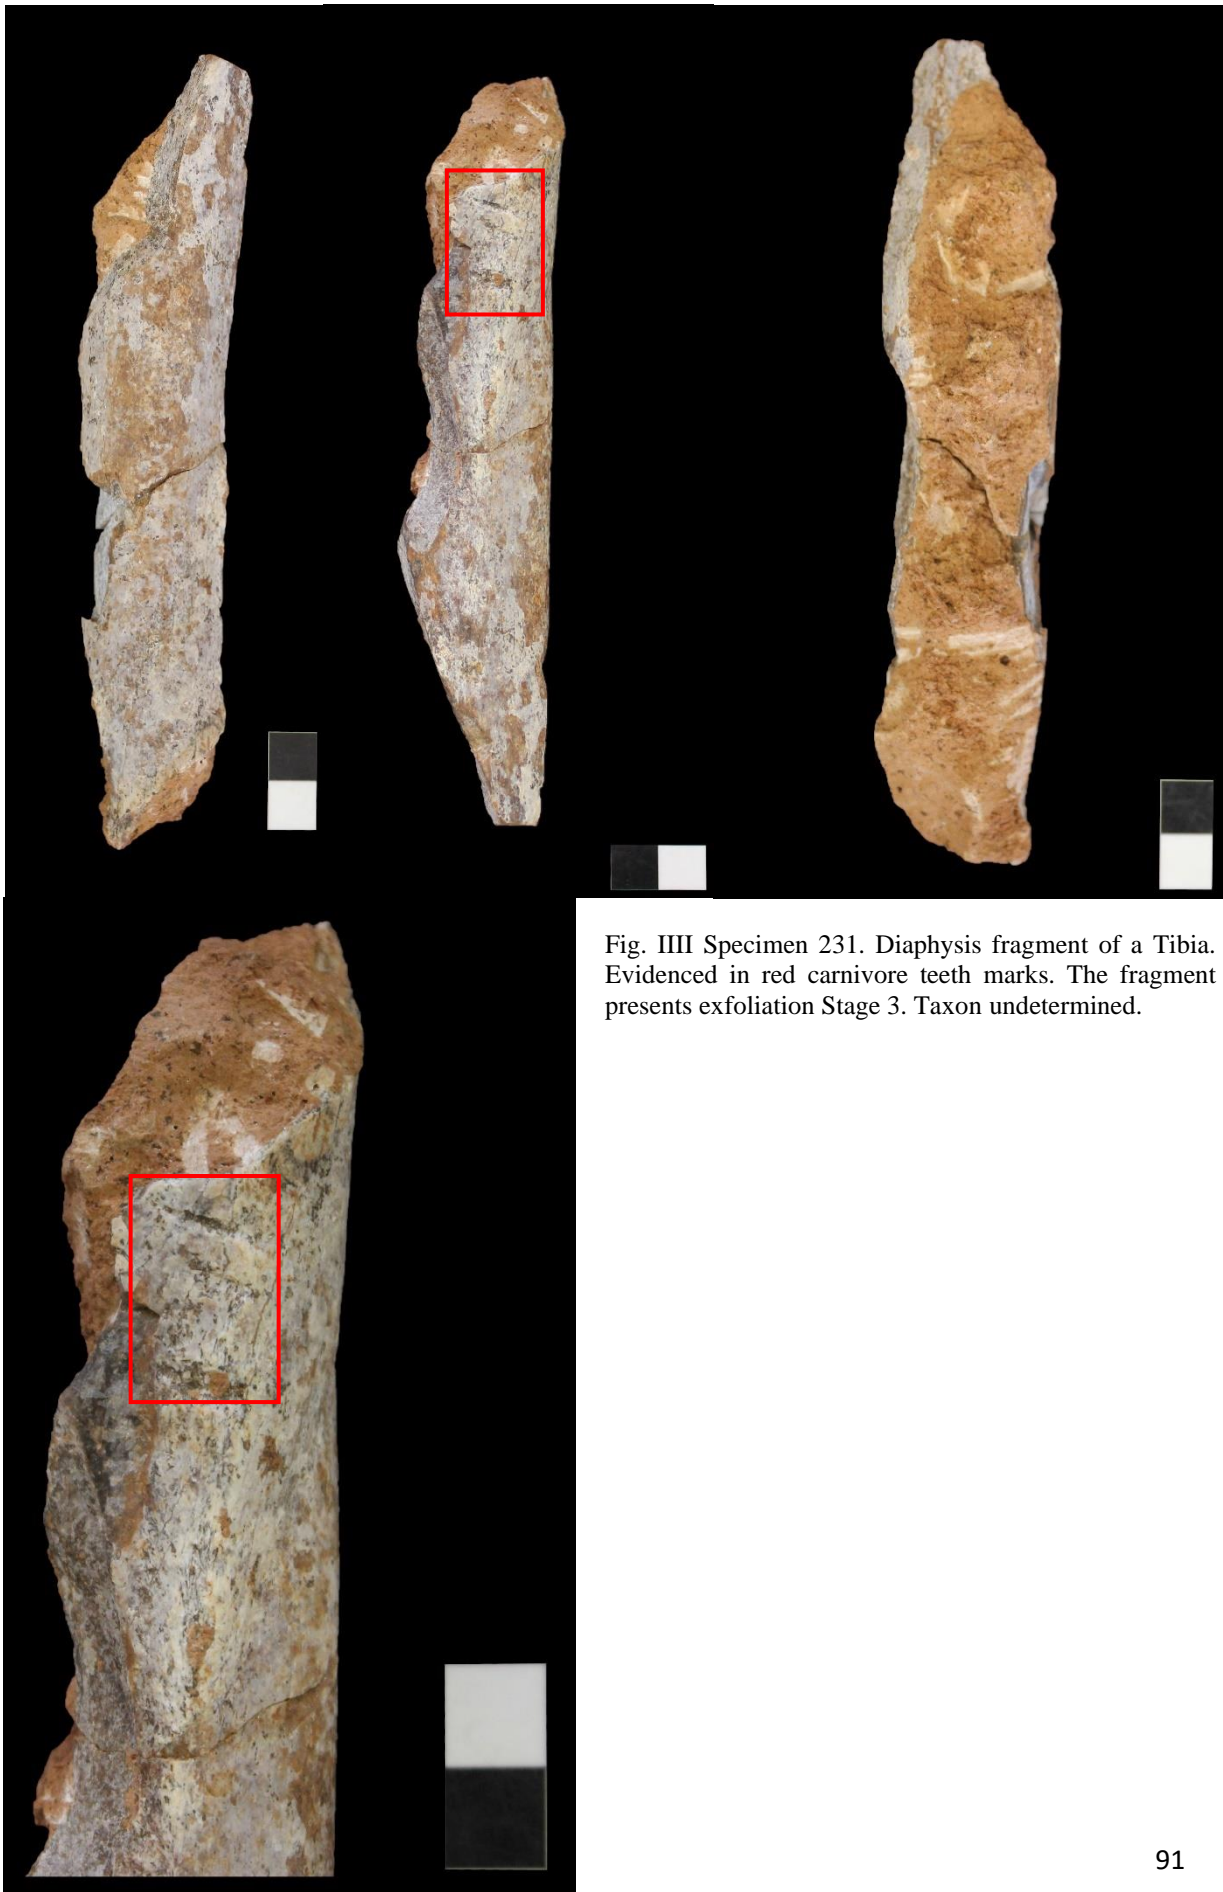 Fig. IIII Specimen 231. Diaphysis fragment of a Tibia.
Evidenced in red carnivore teeth marks. The fragment
presents exfoliation Stage 3. Taxon undetermined.
91